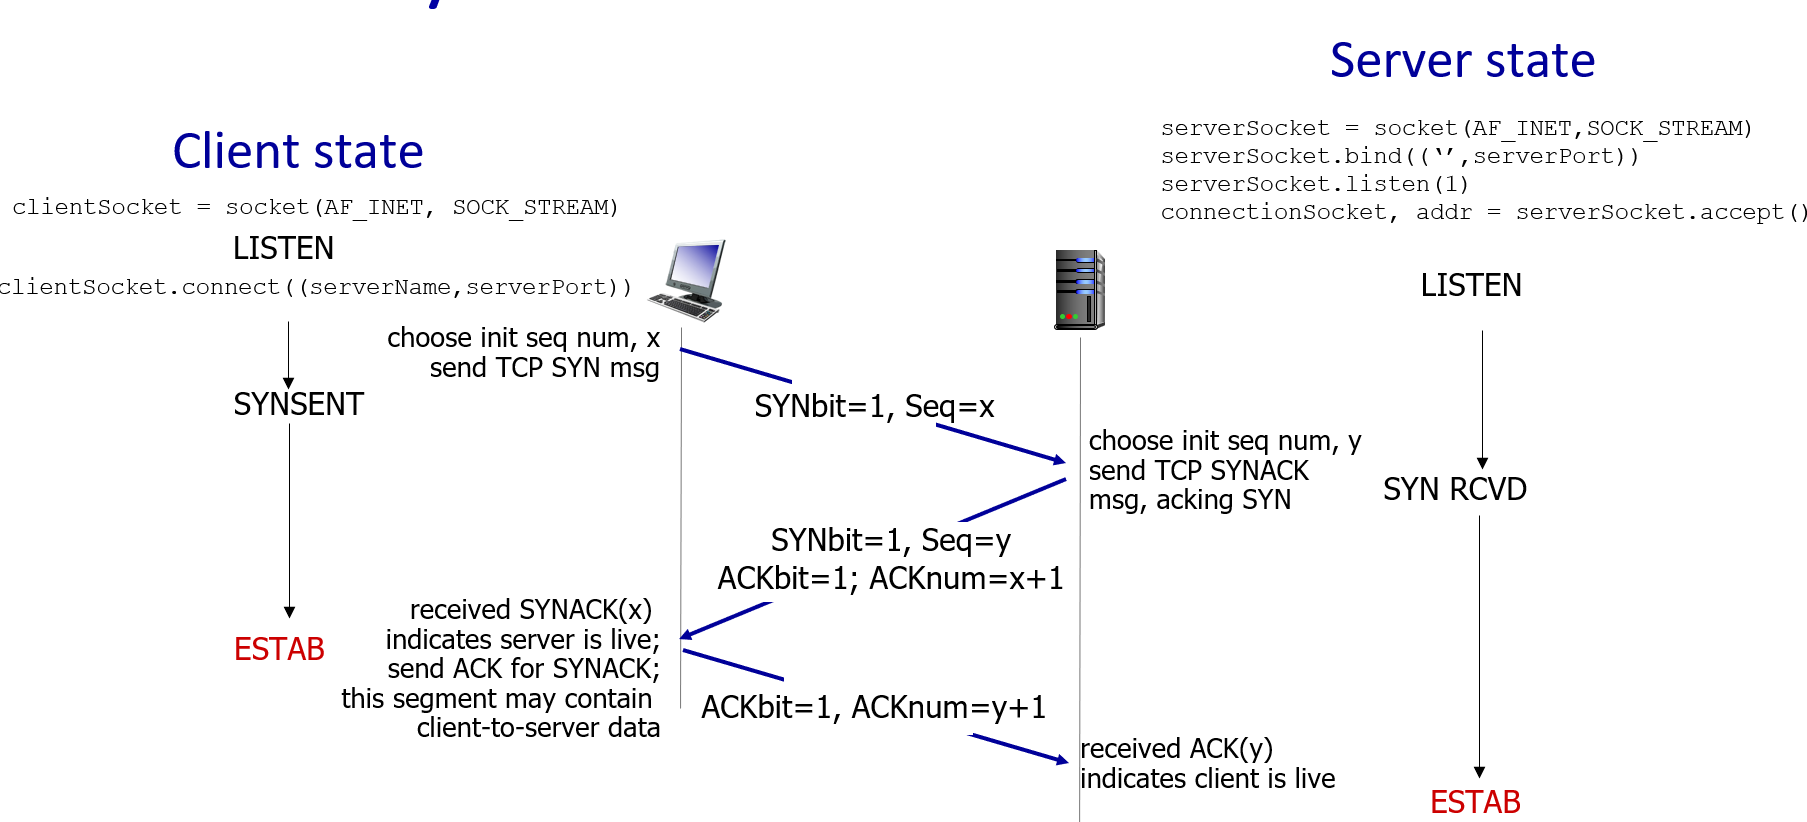 Server state
serverSocket = socket(AF_INET,SOCK_STREAM)
serverSocket.bind((‘’,serverPort))
serverSocket.listen(1)
connectionSocket, addr = serverSocket.accept()
Client state
clientSocket = socket(AF_INET, SOCK_STREAM)
LISTEN
clientSocket.connect((serverName,serverPort))
LISTEN
choose init seq num, x
send TCP SYN msg
SYNSENT
SYNbit=1, Seq=x
choose init seq num, y
send TCP SYNACK
msg, acking SYN
SYN RCVD
SYNbit=1, Seq=y
ACKbit=1; ACKnum=x+1
received SYNACK(x)
indicates server is live;
send ACK for SYNACK;
this segment may contain
client-to-server data
ESTAB
ACKbit=1, ACKnum=y+1
received ACK(y)
indicates client is live
ESTAB